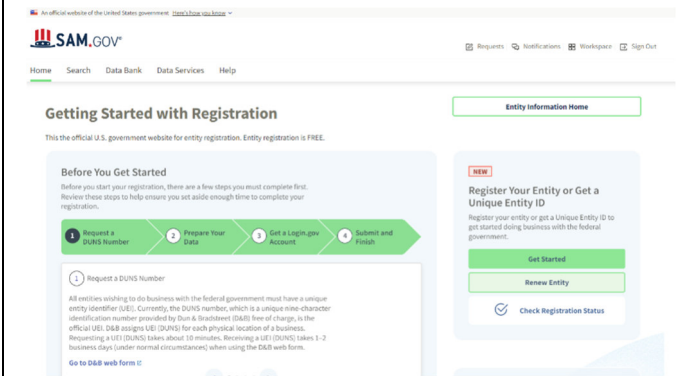 An official website of the United States government Here's how you know
SAM.GOV®
Requests Notifications Workspace Sign Out
Home Search Data Bank Data Services Help
Getting Started with Registration
Entity Information Home
This the official U.S. government website for entity registration. Entity registration is FREE.
Before You Get Started
Before you start your registration, there are a few steps you must complete first.
Review these steps to help ensure you set aside enough time to complete your
registration.
1 Request a DUNS Number
2 Prepare Your Data
3 Get a Login.gov Account
4 Submit and Finish
1 Request a DUNS Number
All entities wishing to do business with the federal government must have a unique
entity identifier (UEI). Currently, the DUNS number, which is a unique nine-character
identification number provided by Dun & Bradstreet (D&B) free of charge, is the
official UEI. D&B assigns UEI (DUNS) for each physical location of a business.
Requesting a UEI (DUNS) takes about 10 minutes. Receiving a UEI (DUNS) takes 1-2
business days (under normal circumstances) when using the D&B web form.
Go to D&B web form
NEW
Register Your Entity or Get a
Unique Entity ID
Register your entity or get a Unique Entity ID to
get started doing business with the federal
government.
Get Started
Renew Entity
Check Registration Status